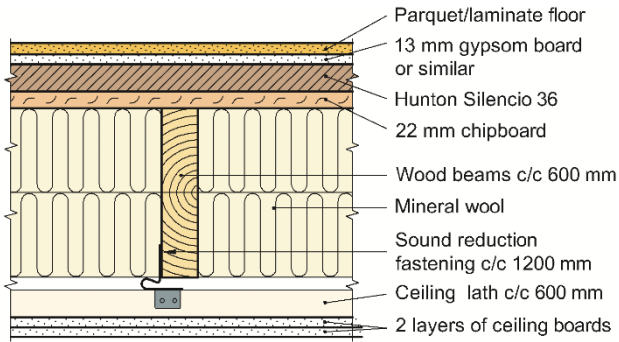 Parquet/laminate floor
13 mm gypsom board
or similar
Hunton Silencio 36
22 mm chipboard
Wood beams c/c 600 mm
Mineral wool
Sound reduction
fastening c/c 1200 mm
Ceiling lath c/c 600 mm
2 layers of ceiling boards